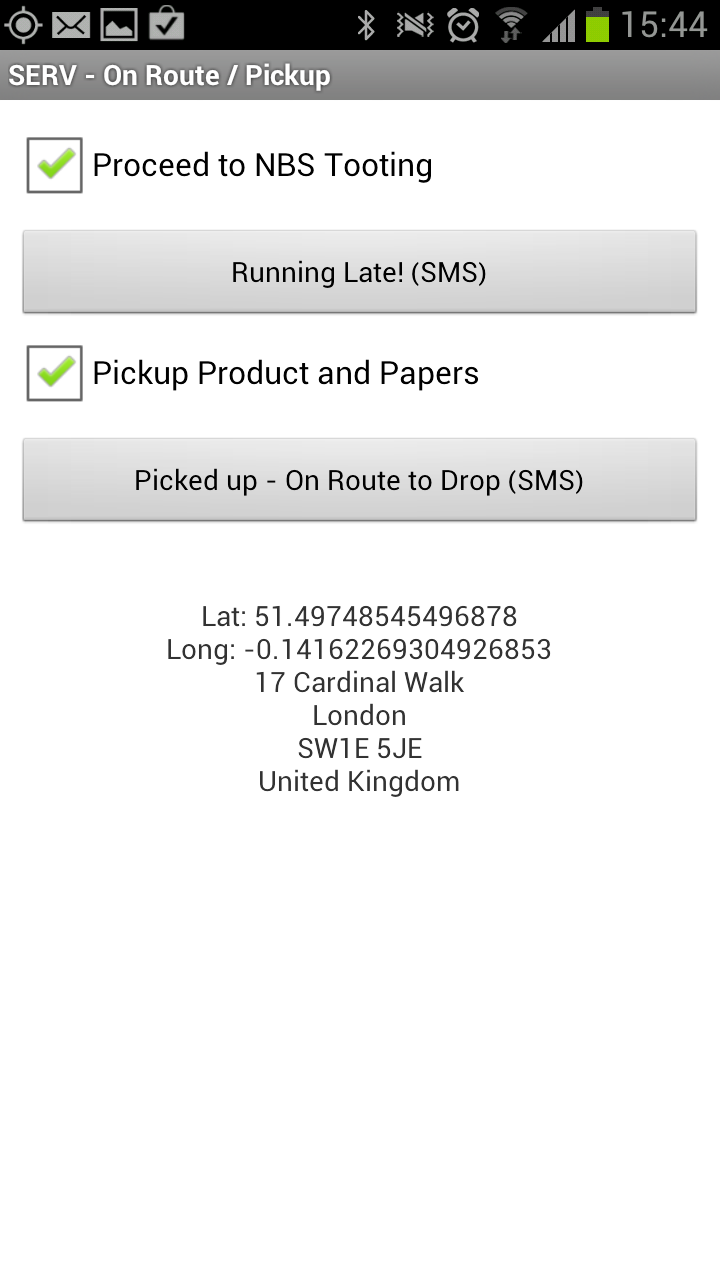 15:44
SERV - On Route / Pickup
Proceed to NBS Tooting
Running Late! (SMS)
Pickup Product and Papers
Picked up - On Route to Drop (SMS)
Lat: 51.49748545496878
Long: -0.14162269304926853
17 Cardinal Walk
London
SW1E 5JE
United Kingdom